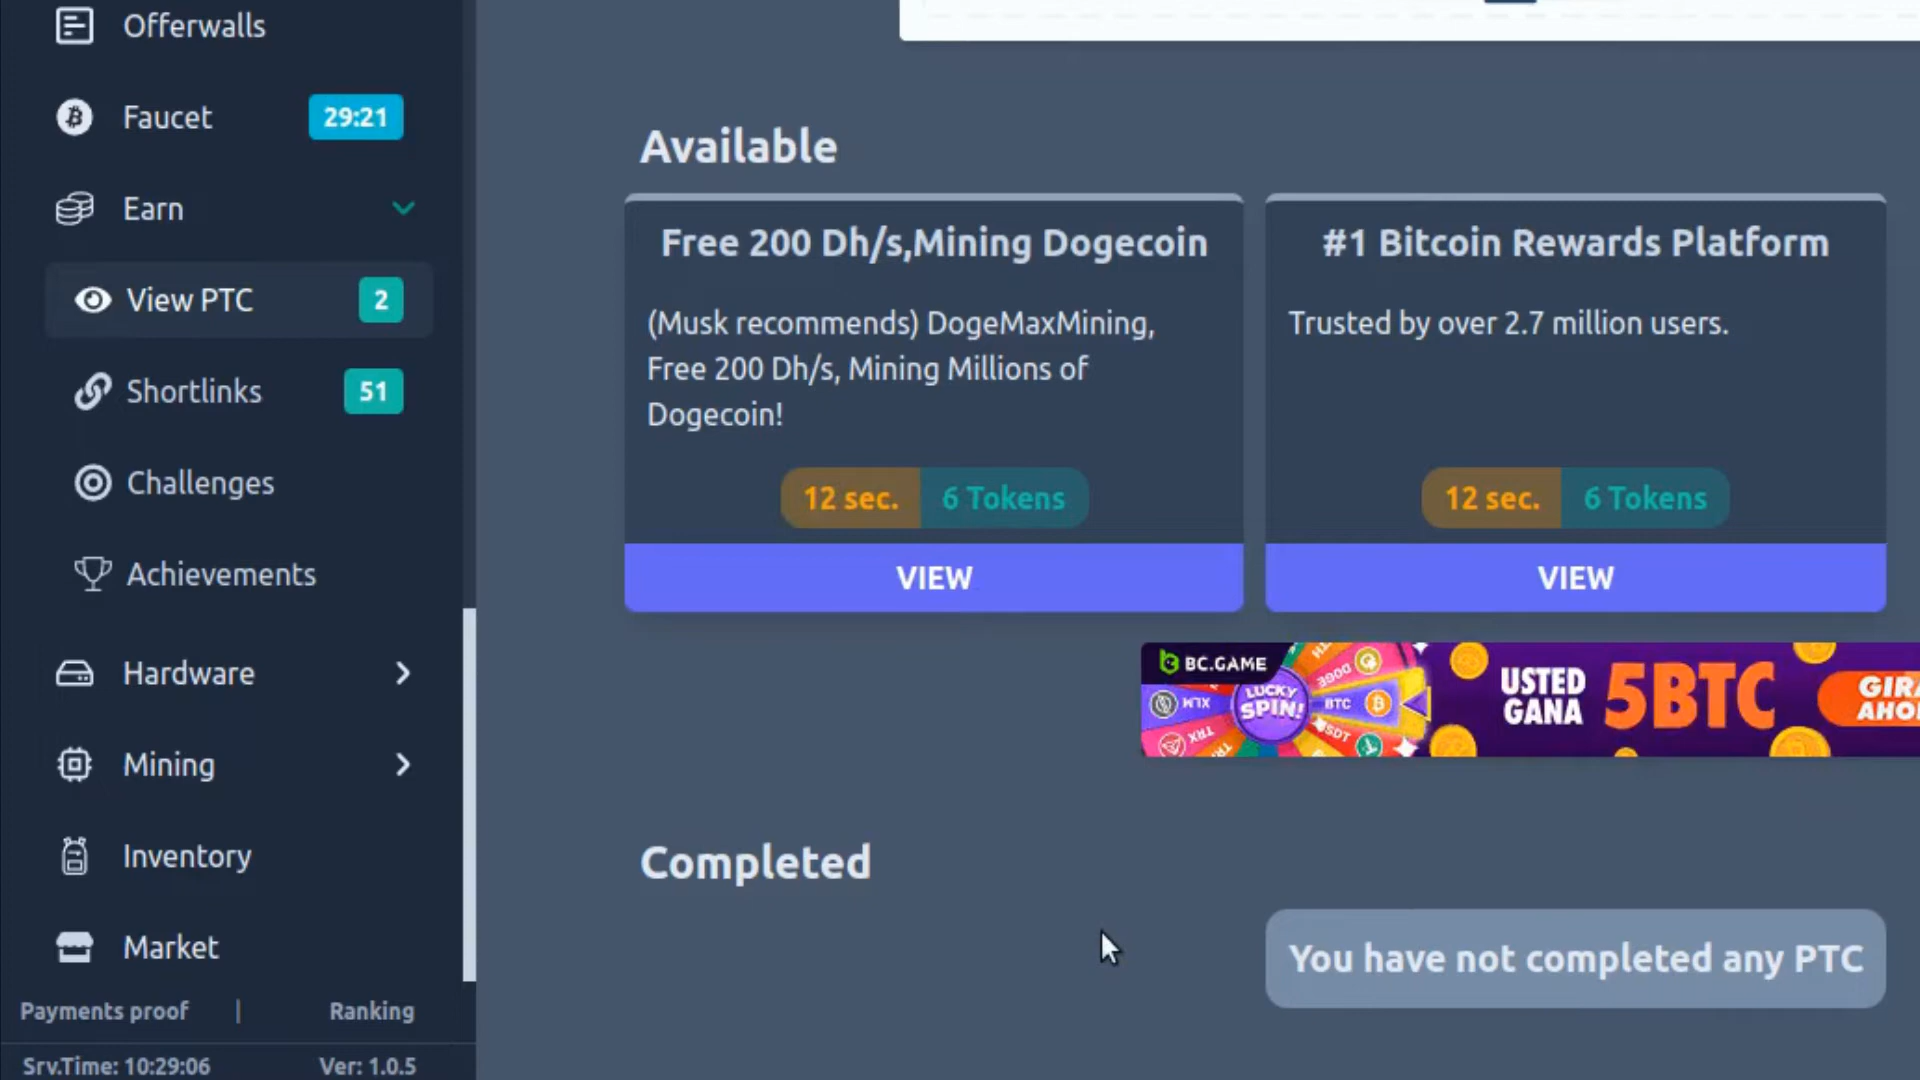 Offerwalls
Faucet 29:21
Earn
View PTC 2
Shortlinks 51
Challenges
Achievements
Hardware
Mining
Inventory
Market
Payments proof | Ranking
Srv.Time: 10:29:06 Ver: 1.0.5
Available
Free 200 Dh/s,Mining Dogecoin
(Musk recommends) DogeMaxMining,
Free 200 Dh/s, Mining Millions of
Dogecoin!
12 sec. 6 Tokens
VIEW
#1 Bitcoin Rewards Platform
Trusted by over 2.7 million users.
12 sec. 6 Tokens
VIEW
BC.GAME
LUCKY
SPIN!
BTC
XLM
TRX
USTED
GANA
5BTC
Completed
You have not completed any PTC